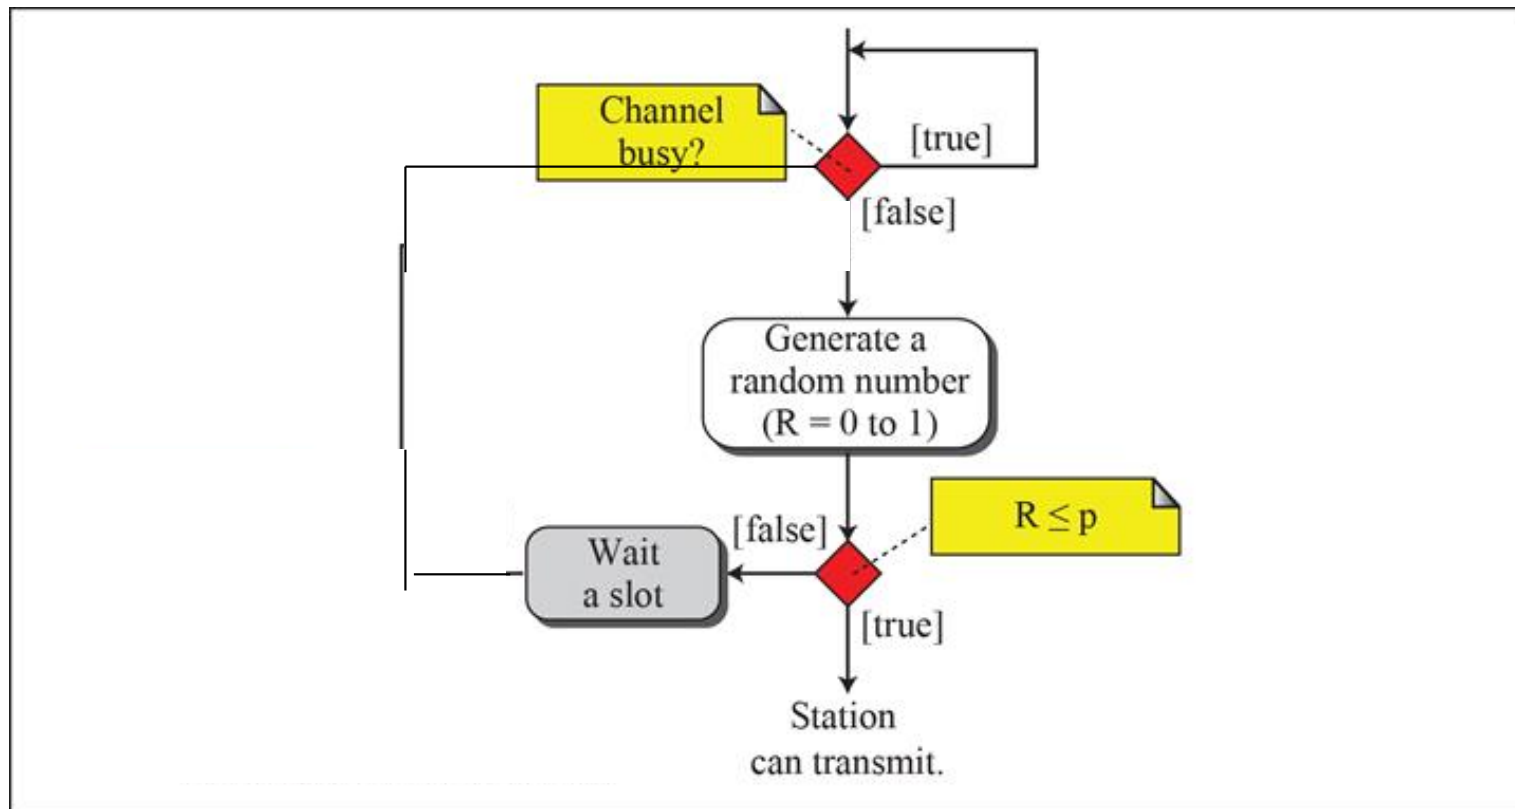 Channel
busy?
[true]
[false]
Generate a
random number
(R = 0 to 1)
R ≤ p
[false]
Wait
a slot
[true]
Station
can transmit.